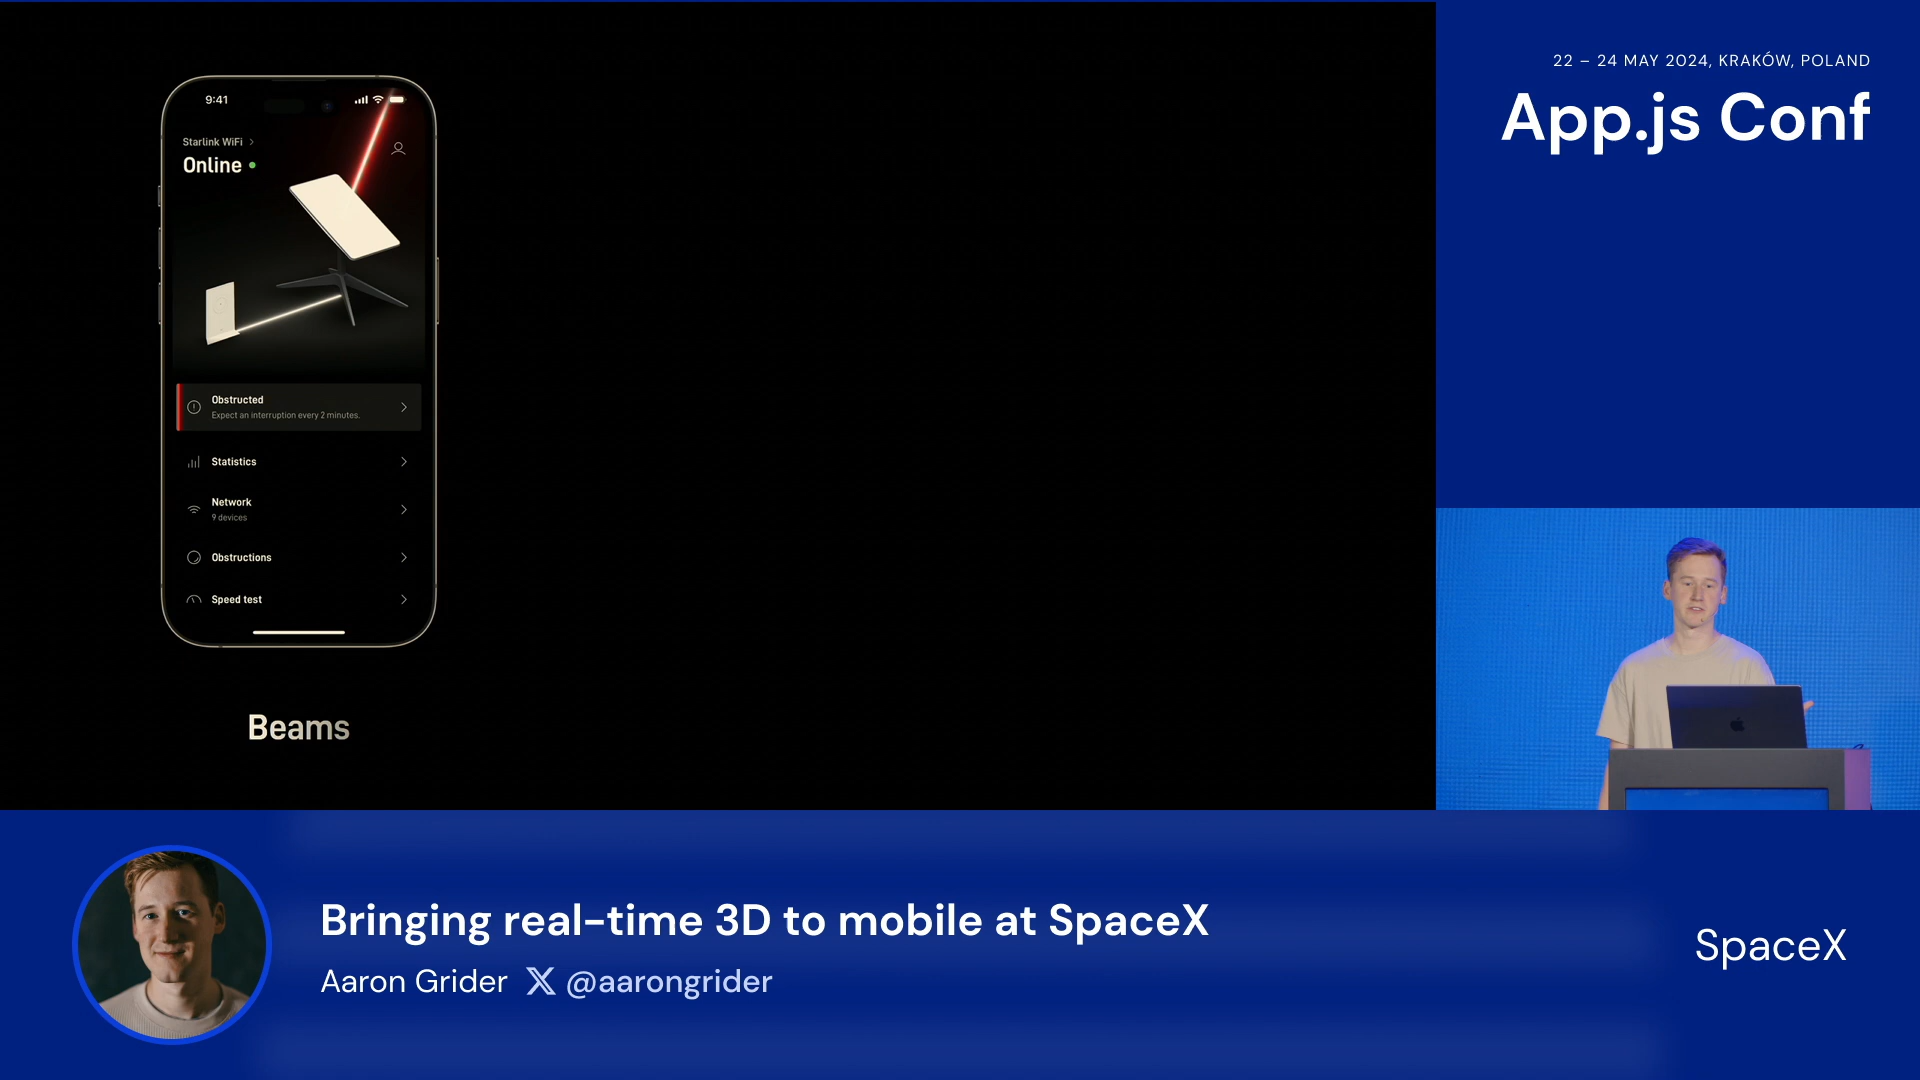 9:41
Starlink WiFi
Online
Obstructed
Expect an interruption every 2 minutes.
Statistics
Network
9 devices
Obstructions
Speed test
Beams
22 – 24 MAY 2024, KRAKÓW, POLAND
App.js Conf
Bringing real-time 3D to mobile at SpaceX
Aaron Grider X @aarongrider
SpaceX